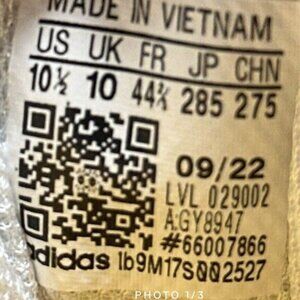 MADE IN VIETNAM
US UK FR JP CHN
10½ 10 44⅔ 285 275
09/22
LVL 029002
A:GY8947
#66007866
adidas 1b9M17S002527
PHOTO 1/3